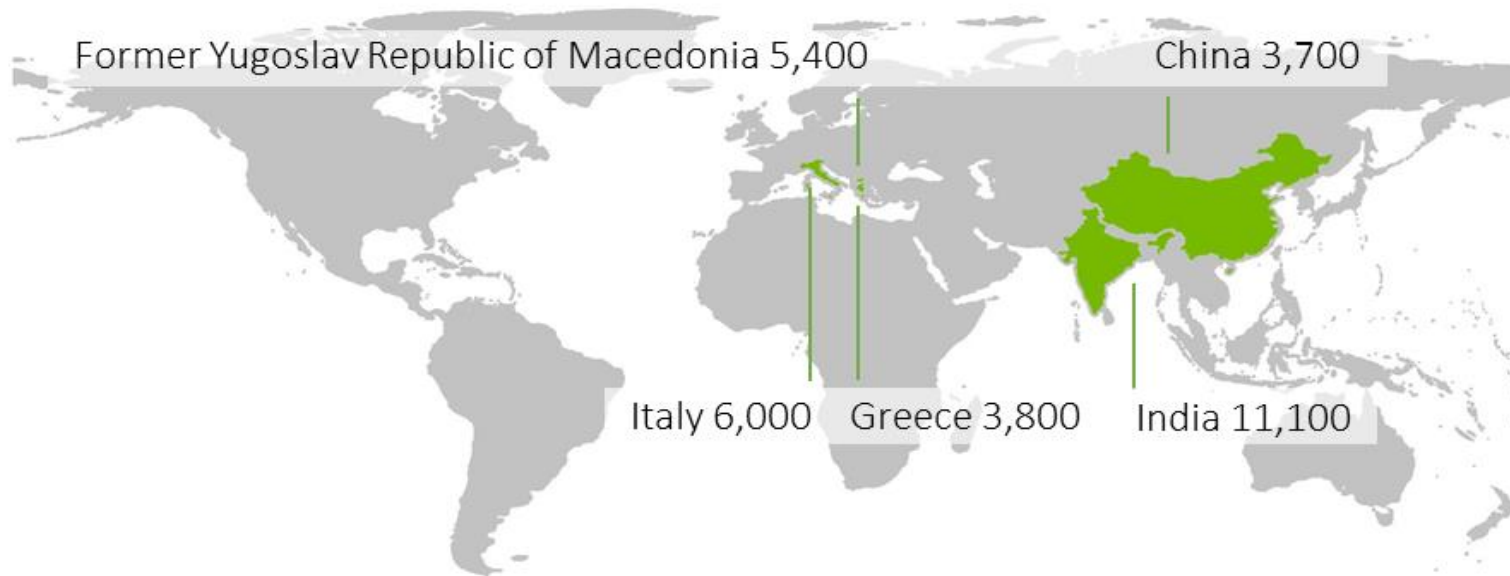 Former Yugoslav Republic of Macedonia 5,400
China 3,700
Italy 6,000
Greece 3,800
India 11,100